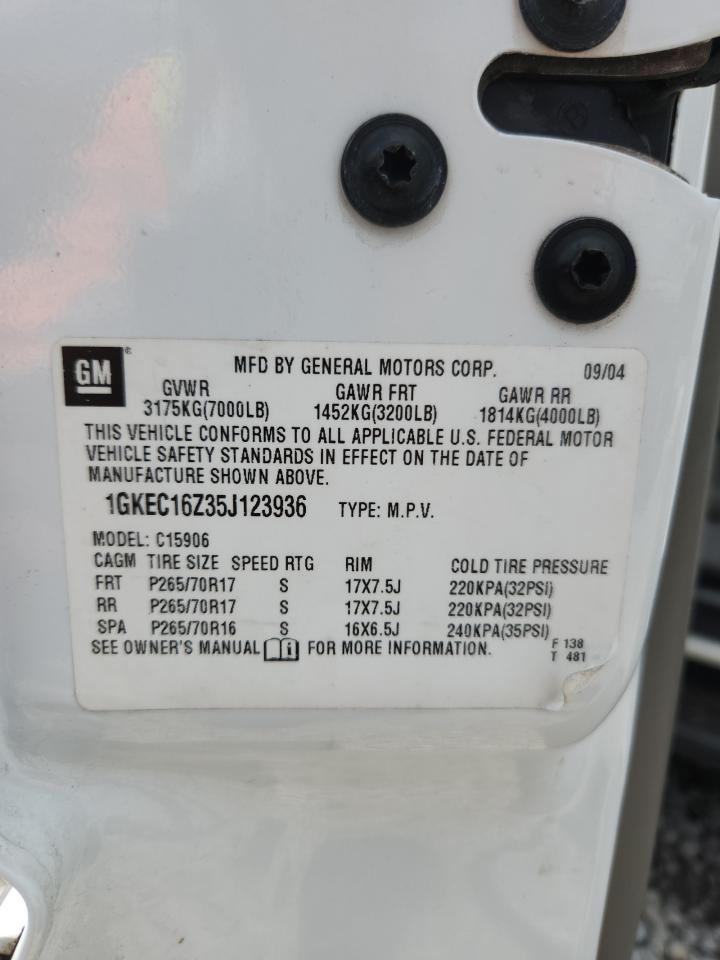 GM
MFD BY GENERAL MOTORS CORP. 09/04
GVWR GAWR FRT GAWR RR
3175KG(7000LB) 1452KG(3200LB) 1814KG(4000LB)
THIS VEHICLE CONFORMS TO ALL APPLICABLE U.S. FEDERAL MOTOR
VEHICLE SAFETY STANDARDS IN EFFECT ON THE DATE OF
MANUFACTURE SHOWN ABOVE.
1GKEC16Z35J123936 TYPE: M.P.V.
MODEL: C15906
CAGM TIRE SIZE SPEED RTG RIM COLD TIRE PRESSURE
FRT P265/70R17 S 17X7.5J 220KPA(32PSI)
RR P265/70R17 S 17X7.5J 220KPA(32PSI)
SPA P265/70R16 S 16X6.5J 240KPA(35PSI)
SEE OWNER'S MANUAL FOR MORE INFORMATION.
F 138
T 481